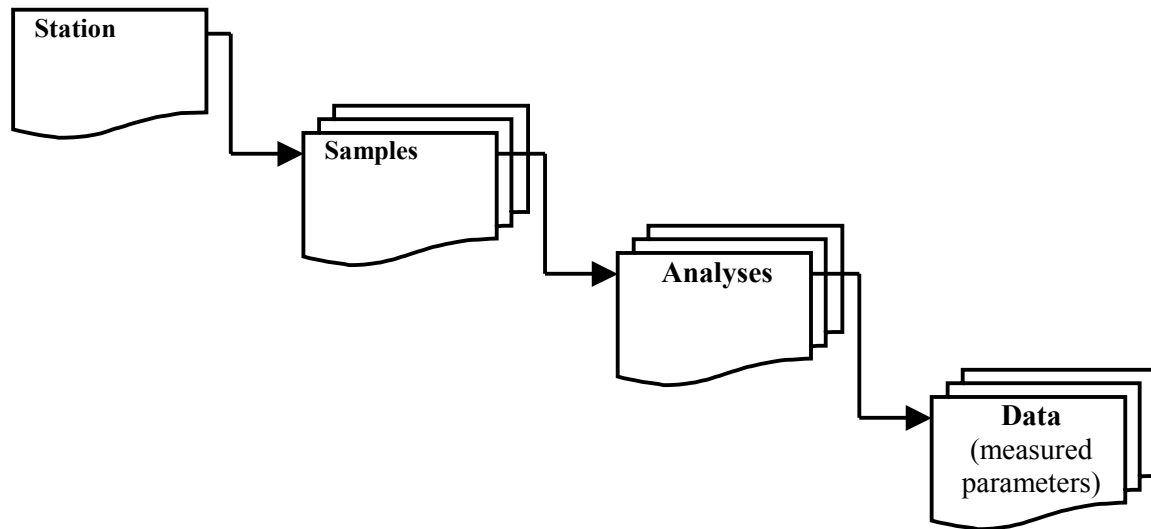 Station
Samples
Analyses
Data
(measured
parameters)